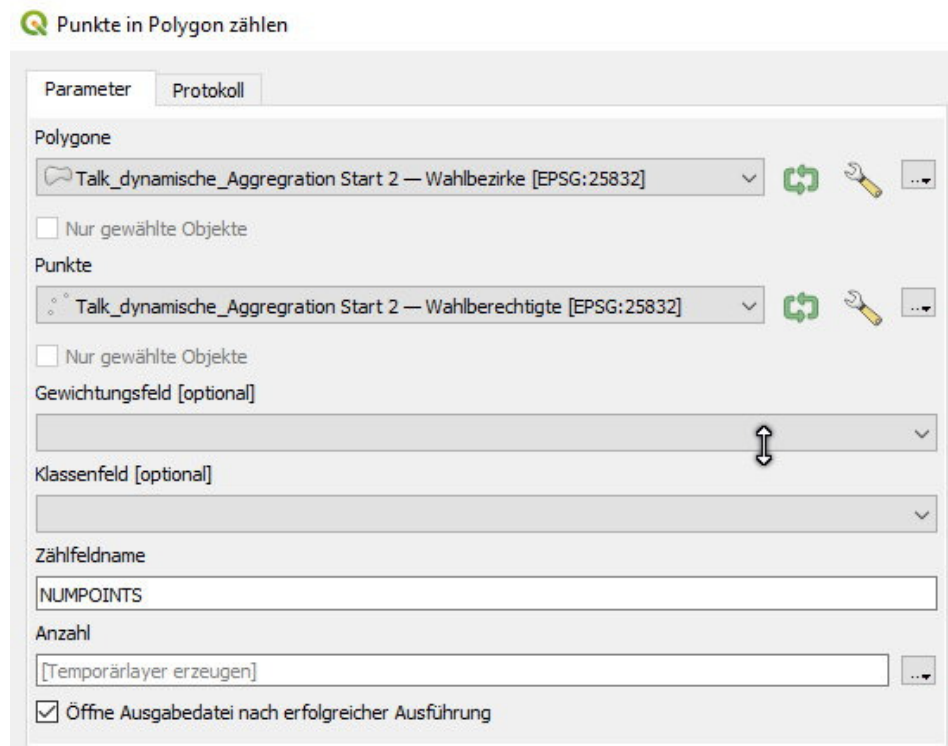 Punkte in Polygon zählen
Parameter Protokoll
Polygone
Talk_dynamische_Aggregration Start 2 — Wahlbezirke [EPSG:25832]
...
Nur gewählte Objekte
Punkte
Talk_dynamische_Aggregration Start 2 — Wahlberechtigte [EPSG:25832]
...
Nur gewählte Objekte
Gewichtungsfeld [optional]
Klassenfeld [optional]
Zählfeldname
NUMPOINTS
Anzahl
[Temporärlayer erzeugen]
...
Öffne Ausgabedatei nach erfolgreicher Ausführung